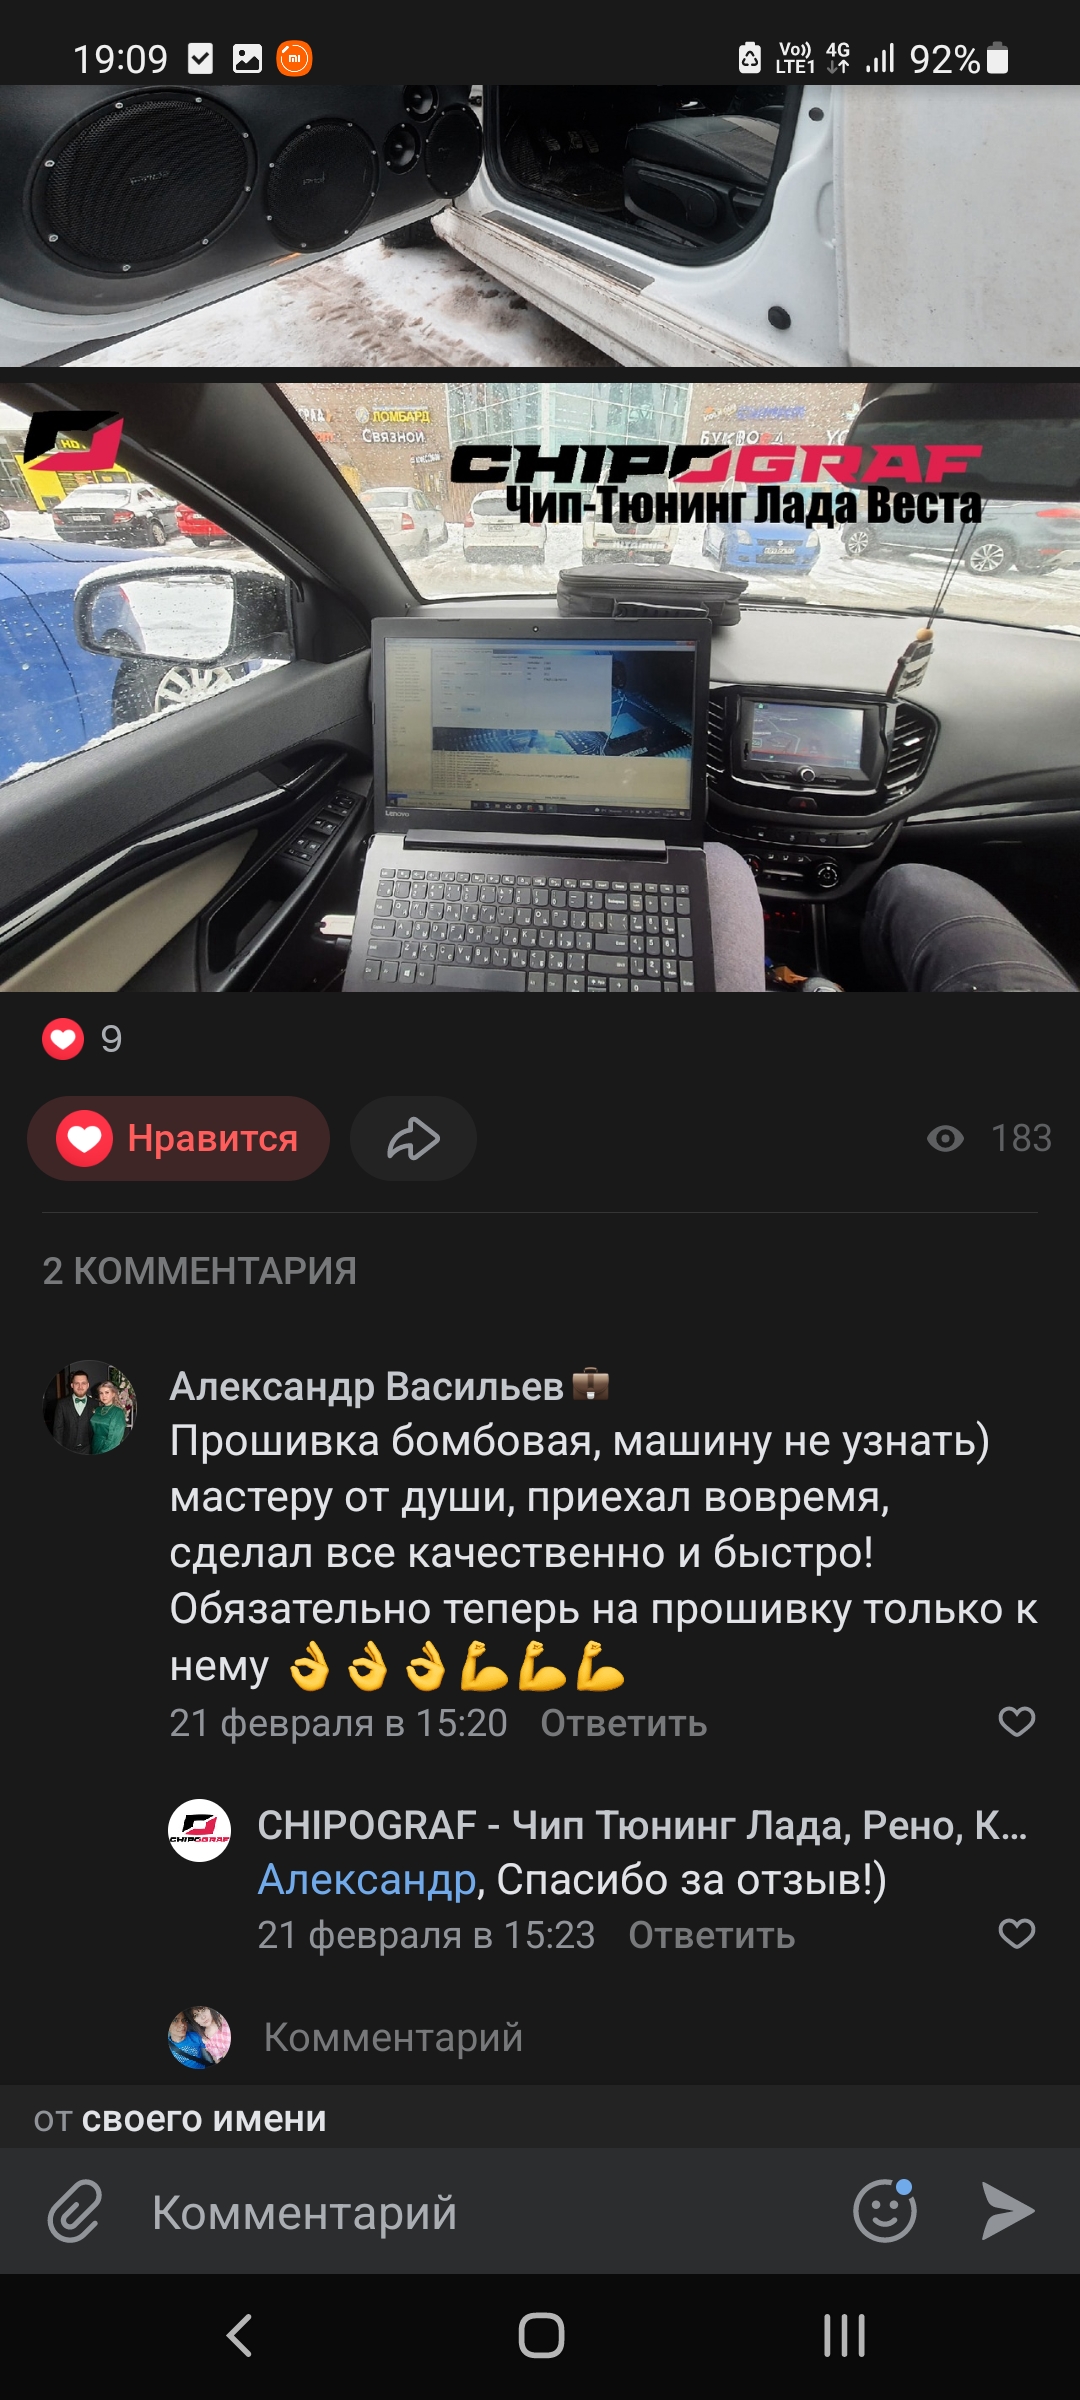 19:09
Vo))
LTE1
4G
92%
ЛОМБАРД
Связной
CHIPOGRAF
Чип-Тюнинг Лада Веста
Lenovo
9
Нравится
183
2 КОММЕНТАРИЯ
Александр Васильев
Прошивка бомбовая, машину не узнать)
мастеру от души, приехал вовремя,
сделал все качественно и быстро!
Обязательно теперь на прошивку только к
нему 👌👌👌💪💪💪
21 февраля в 15:20 Ответить
CHIPOGRAF
CHIPOGRAF - Чип Тюнинг Лада, Рено, К...
Александр, Спасибо за отзыв!)
21 февраля в 15:23 Ответить
Комментарий
от своего имени
Комментарий